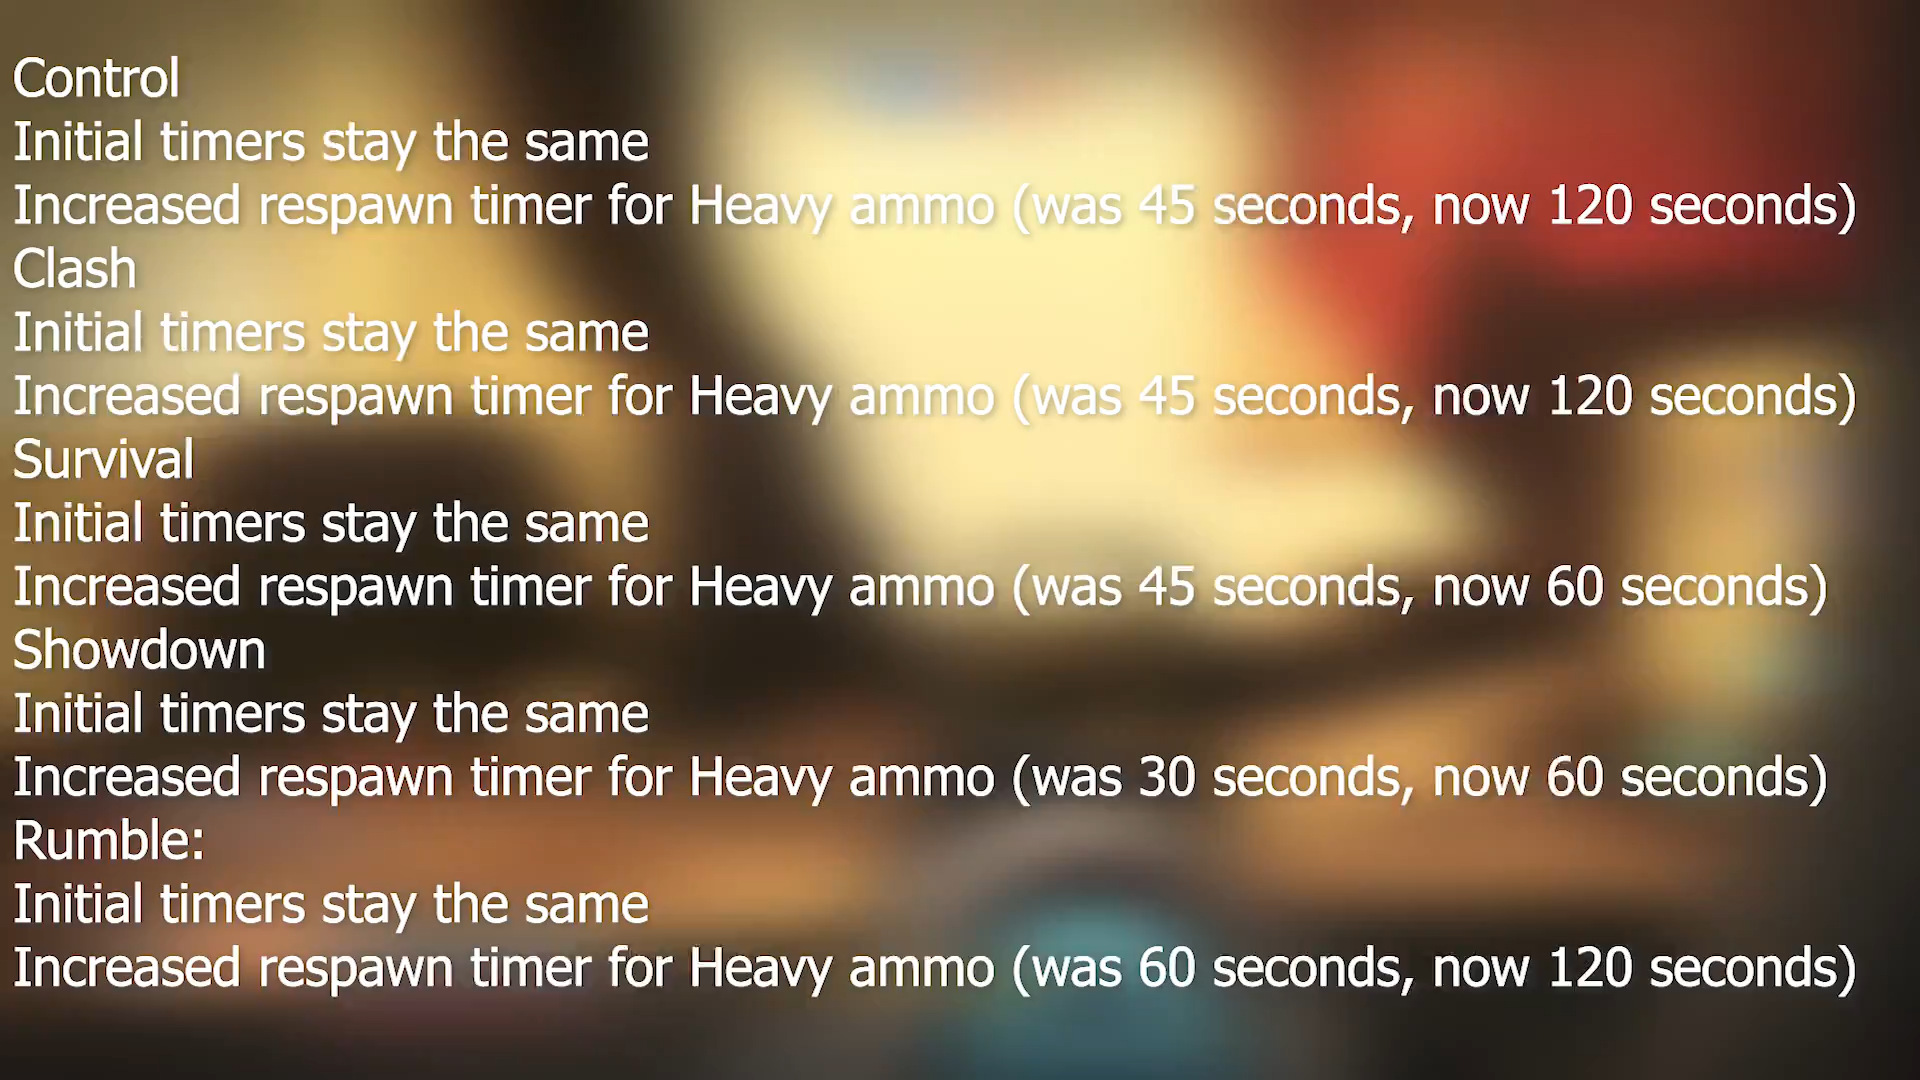 Control
Initial timers stay the same
Increased respawn timer for Heavy ammo (was 45 seconds, now 120 seconds)
Clash
Initial timers stay the same
Increased respawn timer for Heavy ammo (was 45 seconds, now 120 seconds)
Survival
Initial timers stay the same
Increased respawn timer for Heavy ammo (was 45 seconds, now 60 seconds)
Showdown
Initial timers stay the same
Increased respawn timer for Heavy ammo (was 30 seconds, now 60 seconds)
Rumble:
Initial timers stay the same
Increased respawn timer for Heavy ammo (was 60 seconds, now 120 seconds)